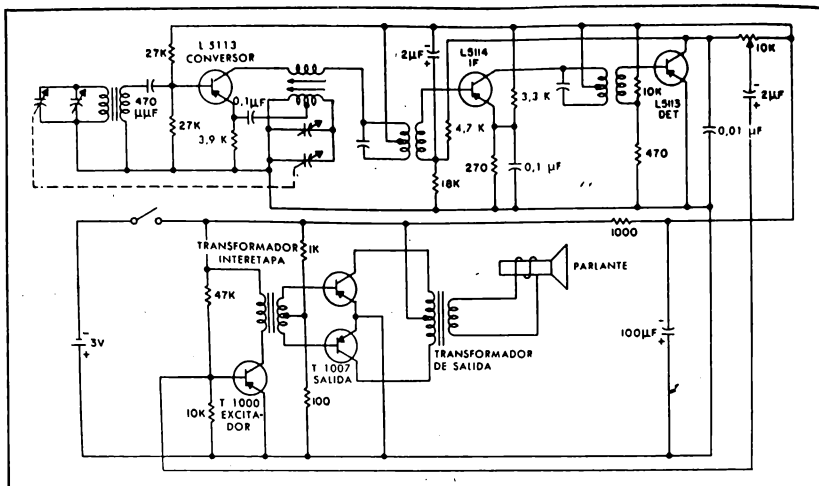 L 5113
CONVERSOR
27K
470
μμF
27K
0.1μF
3,9 K
2μF
L5114
IF
3,3 K
4,7 K
270
0,1 μF
18K
10K
L5113
DET
470
10K
2μF
0,01 μF
1000
TRANSFORMADOR
INTERETAPA
1K
PARLANTE
47K
3V
T 1007
SALIDA
TRANSFORMADOR
DE SALIDA
100μF
10K
T 1000
EXCITA-
DOR
100